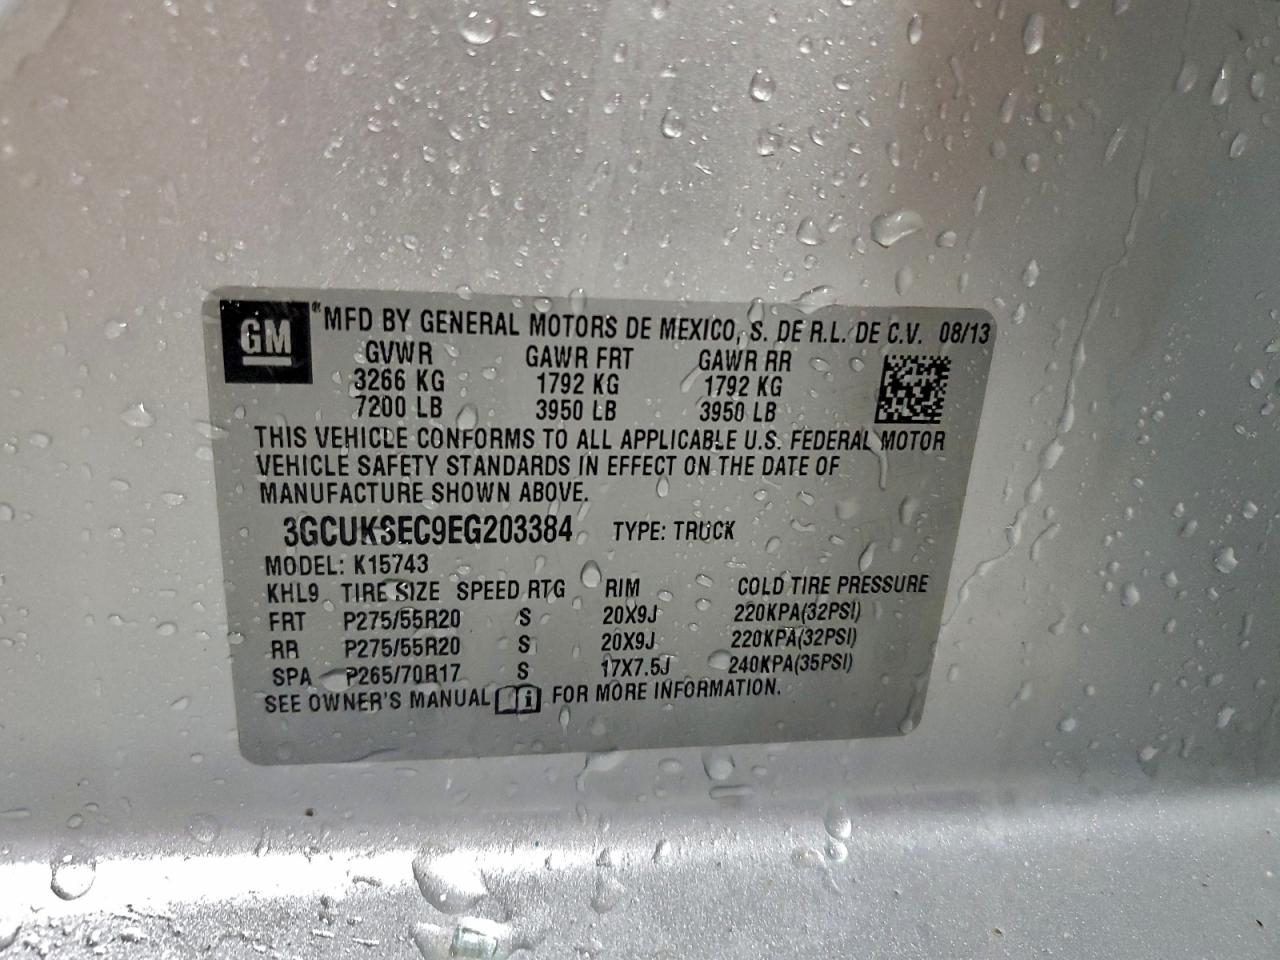 GM
® MFD BY GENERAL MOTORS DE MEXICO, S. DE R.L. DE C.V. 08/13
GVWR GAWR FRT GAWR RR
3266 KG 1792 KG 1792 KG
7200 LB 3950 LB 3950 LB
THIS VEHICLE CONFORMS TO ALL APPLICABLE U.S. FEDERAL MOTOR
VEHICLE SAFETY STANDARDS IN EFFECT ON THE DATE OF
MANUFACTURE SHOWN ABOVE.
3GCUKSEC9EG203384 TYPE: TRUCK
MODEL: K15743
KHL9 TIRE SIZE SPEED RTG RIM COLD TIRE PRESSURE
FRT P275/55R20 S 20X9J 220KPA(32PSI)
RR P275/55R20 S 20X9J 220KPA(32PSI)
SPA P265/70R17 S 17X7.5J 240KPA(35PSI)
SEE OWNER'S MANUAL i FOR MORE INFORMATION.